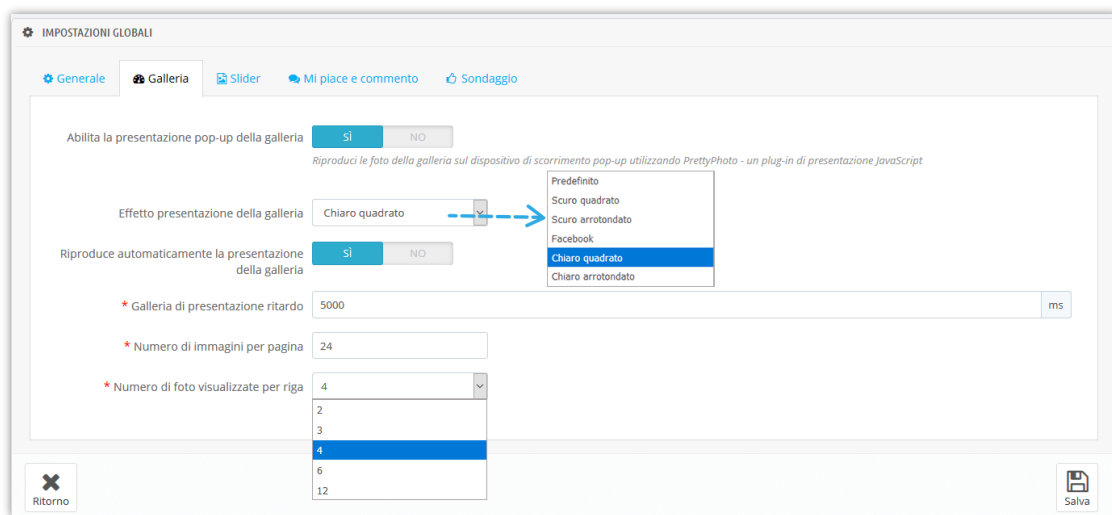 IMPOSTAZIONI GLOBALI
Generale
Galleria
Slider
Mi piace e commento
Sondaggio
Abilita la presentazione pop-up della galleria
SÌ
NO
Riproduci le foto della galleria sul dispositivo di scorrimento pop-up utilizzando PrettyPhoto - un plug-in di presentazione JavaScript
Effetto presentazione della galleria
Chiaro quadrato
Predefinito
Scuro quadrato
Scuro arrotondato
Facebook
Chiaro quadrato
Chiaro arrotondato
Riproduce automaticamente la presentazione
della galleria
SÌ
NO
* Galleria di presentazione ritardo
5000
ms
* Numero di immagini per pagina
24
* Numero di foto visualizzate per riga
4
2
3
4
6
12
Ritorno
Salva